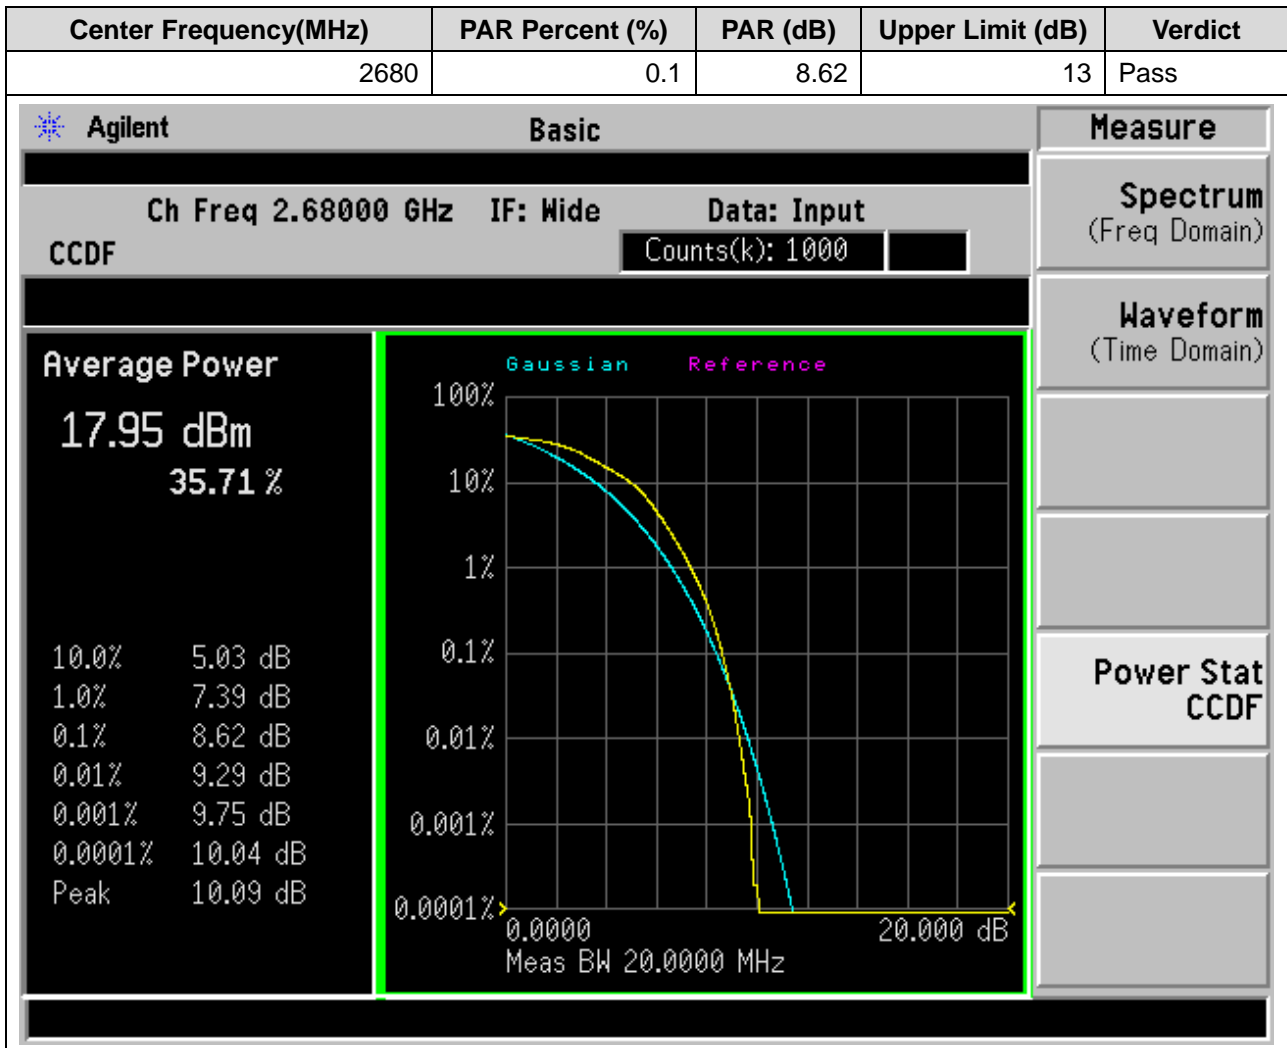 Center Frequency(MHz) PAR Percent (%) PAR (dB) Upper Limit (dB) Verdict
2680 0.1 8.62 13 Pass
Agilent Basic Measure
Ch Freq 2.68000 GHz IF: Wide Data: Input
CCDF Counts(k): 1000
Average Power
17.95 dBm
35.71 %
10.0% 5.03 dB
1.0% 7.39 dB
0.1% 8.62 dB
0.01% 9.29 dB
0.001% 9.75 dB
0.0001% 10.04 dB
Peak 10.09 dB
Gaussian Reference
100%
10%
1%
0.1%
0.01%
0.001%
0.0001%
0.0000 20.000 dB
Meas BW 20.0000 MHz
Spectrum
(Freq Domain)
Waveform
(Time Domain)
Power Stat
CCDF